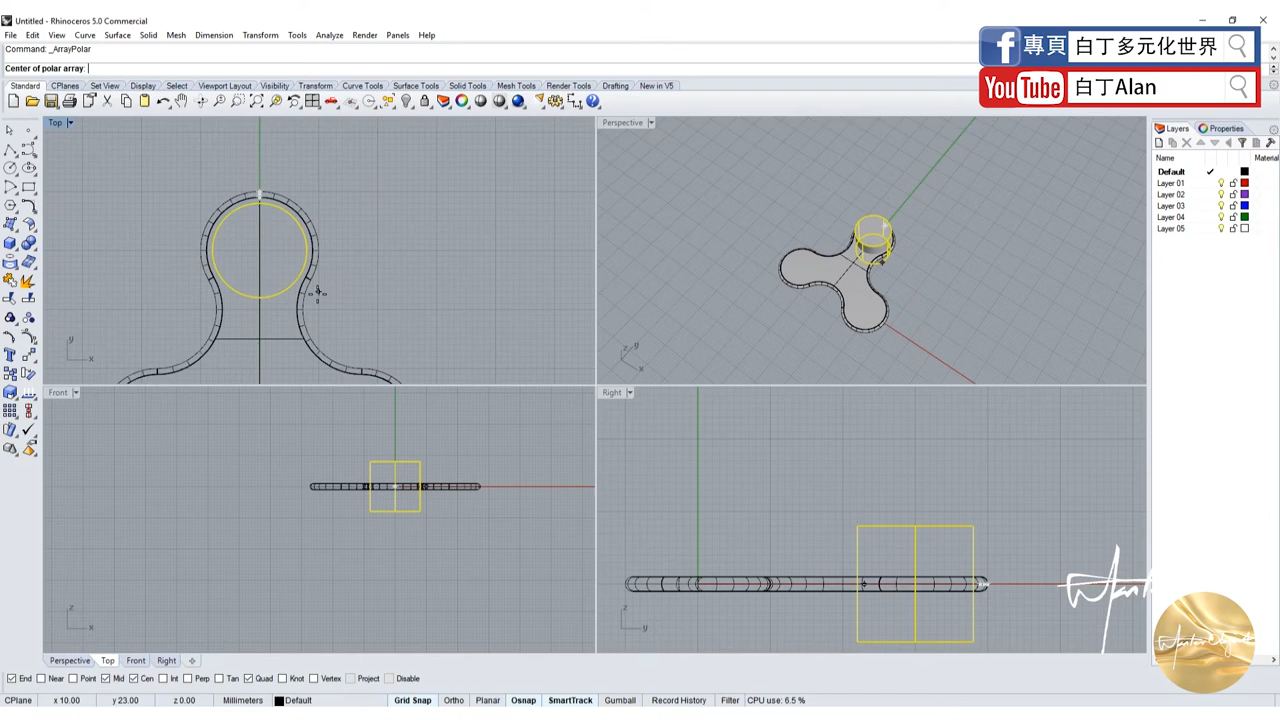 Untitled - Rhinoceros 5.0 Commercial
File Edit View Curve Surface Solid Mesh Dimension Transform Tools Analyze Render Panels Help
Command: _ArrayPolar
Center of polar array:
f 專頁 白丁多元化世界
YouTube 白丁Alan
Standard CPlanes Set View Display Select Viewport Layout Visibility Transform Curve Tools Surface Tools Solid Tools Mesh Tools Render Tools Drafting New in V5
Top
Perspective
Layers Properties
Name Material
Default
Layer 01
Layer 02
Layer 03
Layer 04
Layer 05
y
x
z y
x
Front
Right
z
x
z
y
Perspective Top Front Right
End Near Point Mid Cen Int Perp Tan Quad Knot Vertex Project Disable
CPlane x 10.00 y 23.00 z 0.00 Millimeters Default Grid Snap Ortho Planar Osnap SmartTrack Gumball Record History Filter CPU use: 6.5 %